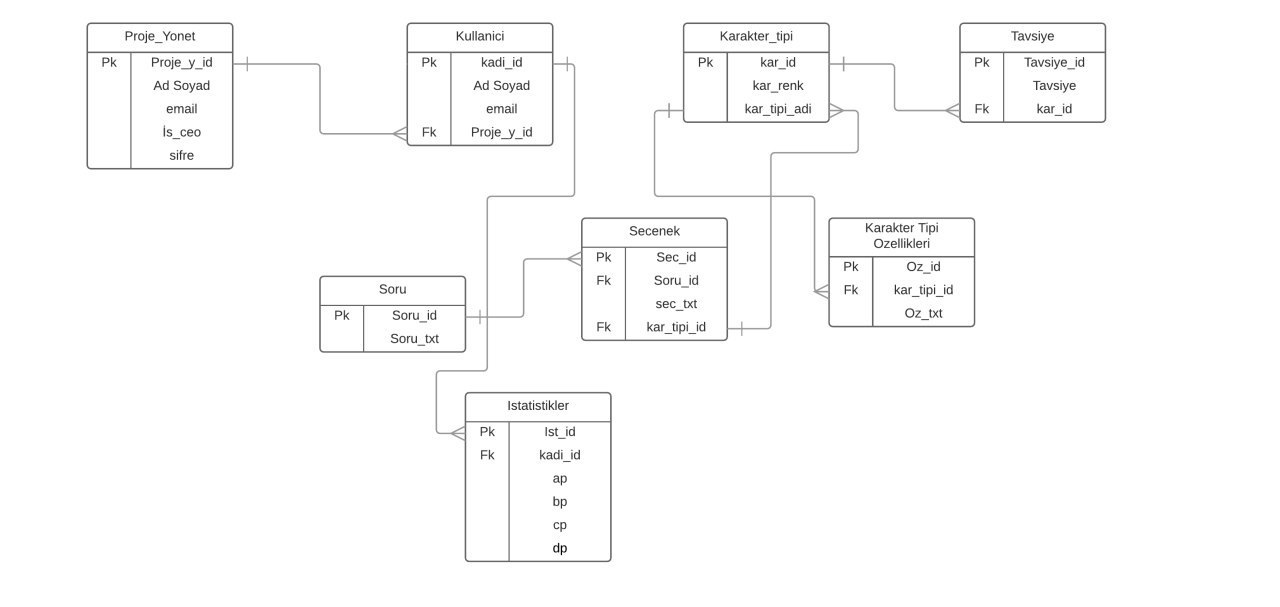 Proje_Yonet
Pk Proje_y_id
Ad Soyad
email
İs_ceo
sifre
Kullanici
Pk kadi_id
Ad Soyad
email
Fk Proje_y_id
Karakter_tipi
Pk kar_id
kar_renk
kar_tipi_adi
Tavsiye
Pk Tavsiye_id
Tavsiye
Fk kar_id
Soru
Pk Soru_id
Soru_txt
Secenek
Pk Sec_id
Fk Soru_id
sec_txt
Fk kar_tipi_id
Karakter Tipi
Ozellikleri
Pk Oz_id
Fk kar_tipi_id
Oz_txt
Istatistikler
Pk Ist_id
Fk kadi_id
ap
bp
cp
dp